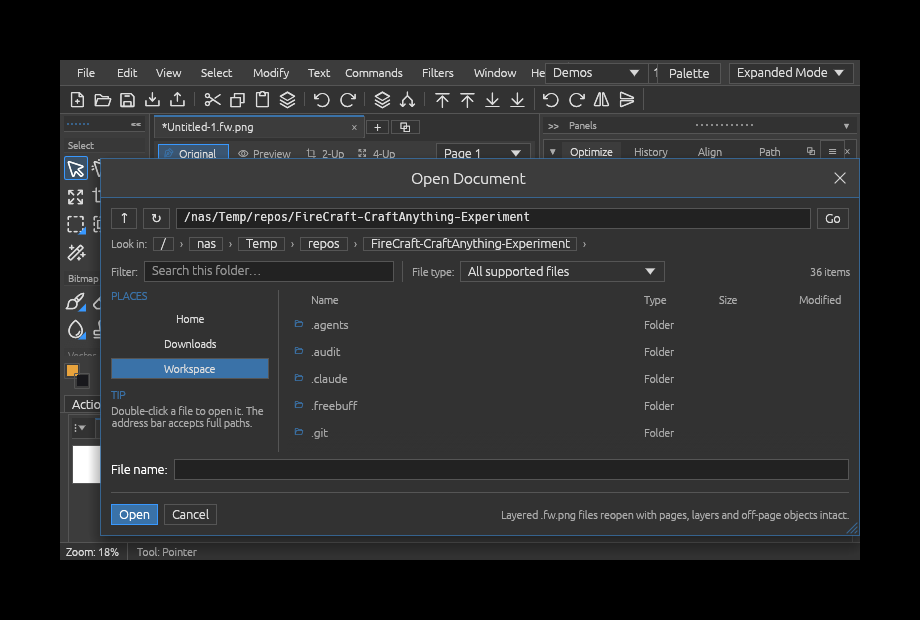 File Edit View Select Modify Text Commands Filters Window He Demos Palette Expanded Mode
*Untitled-1.fw.png x +
>> Panels
Select
Original Preview 2-Up 4-Up Page 1
Optimize History Align Path
Open Document
/nas/Temp/repos/FireCraft-CraftAnything-Experiment Go
Look in: / › nas › Temp › repos › FireCraft-CraftAnything-Experiment ›
Filter: Search this folder... File type: All supported files 36 items
Bitmap
PLACES
Name Type Size Modified
Home
.agents Folder
Downloads
.audit Folder
Vector
Workspace
.claude Folder
TIP
Double-click a file to open it. The
address bar accepts full paths.
.freebuff Folder
Actio
.git Folder
File name:
Open Cancel Layered .fw.png files reopen with pages, layers and off-page objects intact.
Zoom: 18% Tool: Pointer